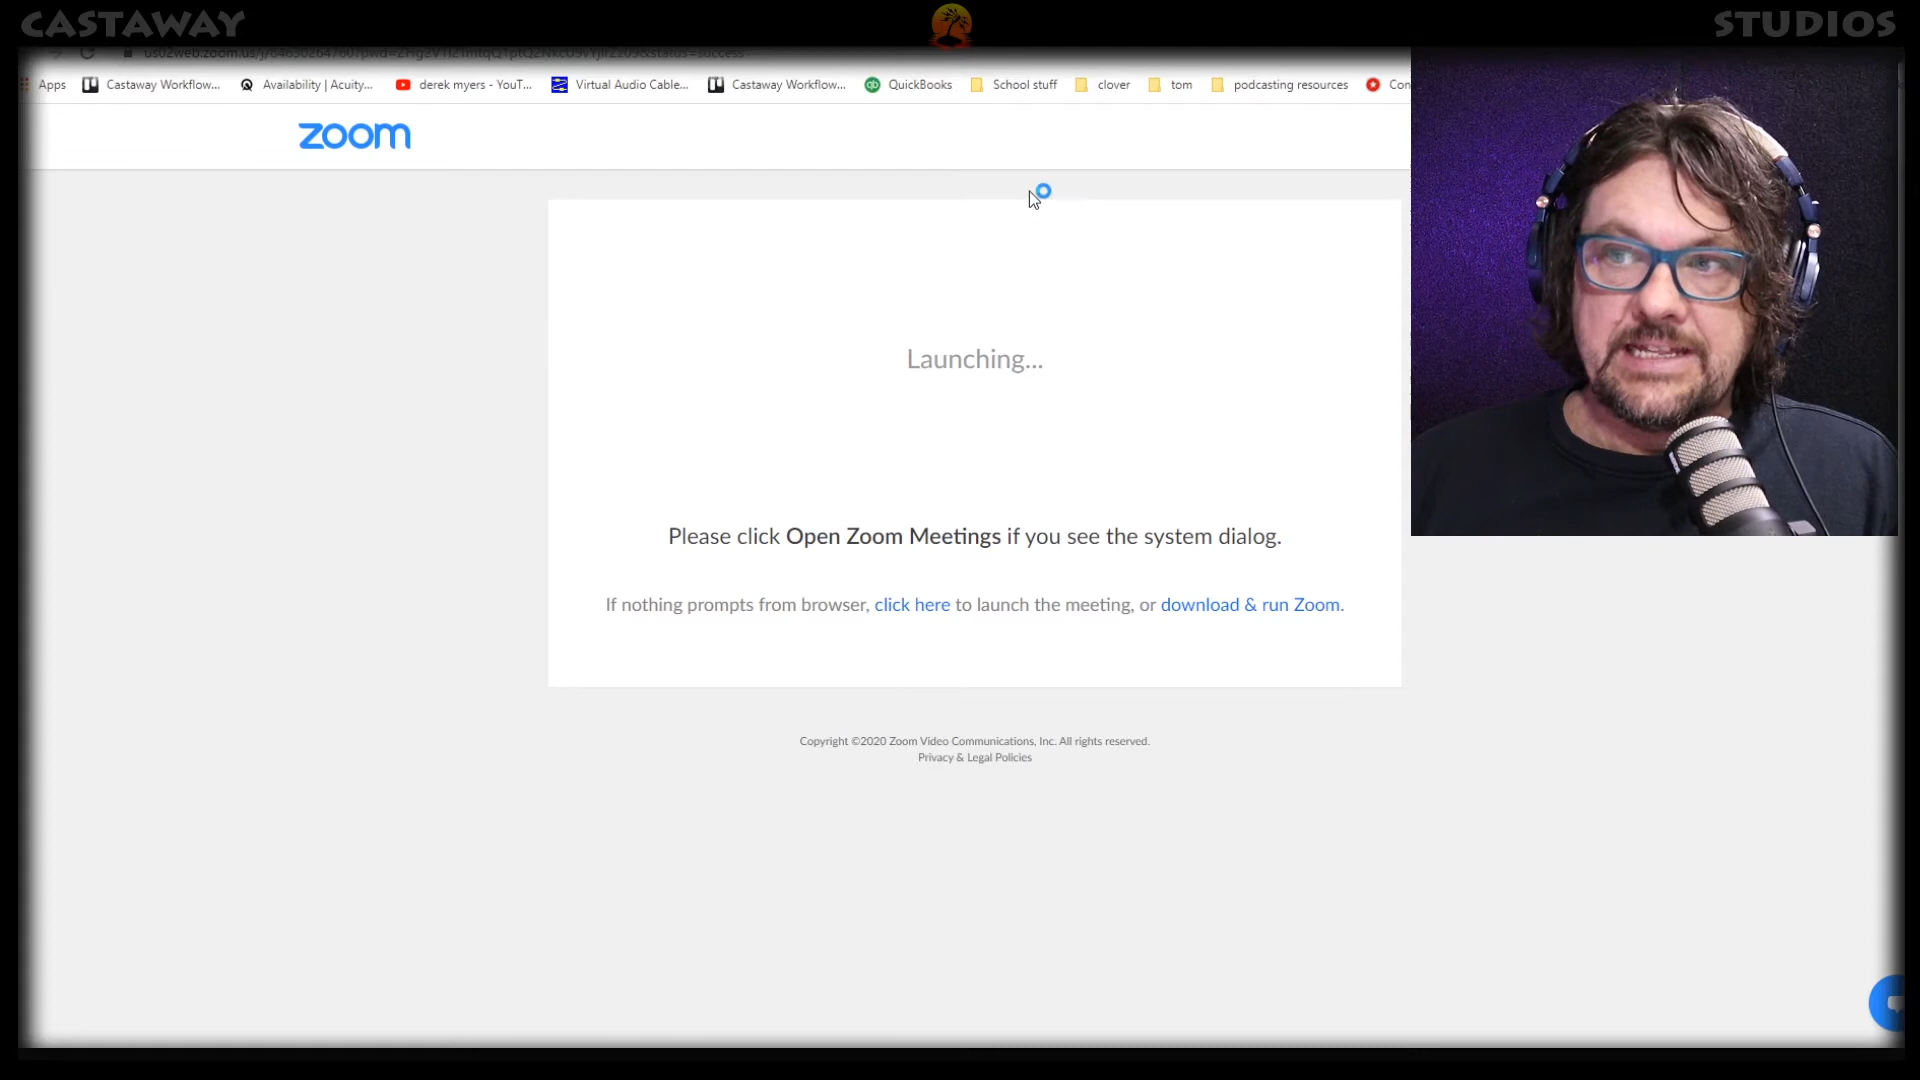 CASTAWAY
STUDIOS
Apps Castaway Workflow... Availability | Acuity... derek myers - YouT... Virtual Audio Cable... Castaway Workflow... QuickBooks School stuff clover tom podcasting resources Con
zoom
Launching...
Please click Open Zoom Meetings if you see the system dialog.
If nothing prompts from browser, click here to launch the meeting, or download & run Zoom.
Copyright ©2020 Zoom Video Communications, Inc. All rights reserved.
Privacy & Legal Policies